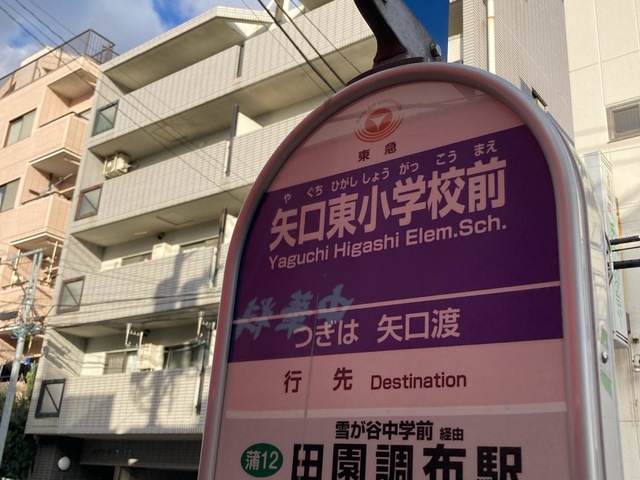 東急
や ぐち ひがし しょう がっ こう まえ
矢口東小学校前
Yaguchi Higashi Elem.Sch.
つぎは 矢口渡
行先 Destination
雪が谷中学前 経由
蒲12 田園調布駅